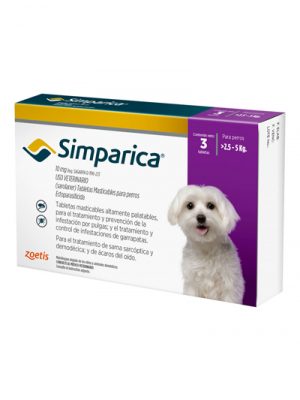 Contenido neto
3
tabletas
Para perros
>2,5 - 5 Kg.
Simparica®
10 mg
USO VETERINARIO
(sarolaner) Tabletas Masticables para perros
Ectoparasiticida
Tabletas masticables altamente palatables,
para el tratamiento y prevención de la
infestación por pulgas; y el tratamiento y
control de infestaciones de garrapatas.
Para el tratamiento de sarna sarcóptica y
demodécica; y de ácaros del oído.
zoetis